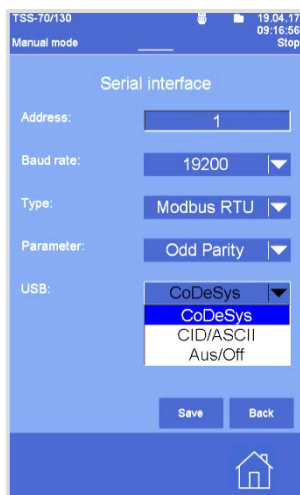 TSS-70/130 19.04.17
09:16:56
Manual mode Stop
Serial interface
Address: 1
Baud rate: 19200
Type: Modbus RTU
Parameter: Odd Parity
USB: CoDeSys
CoDeSys
CID/ASCII
Aus/Off
Save Back